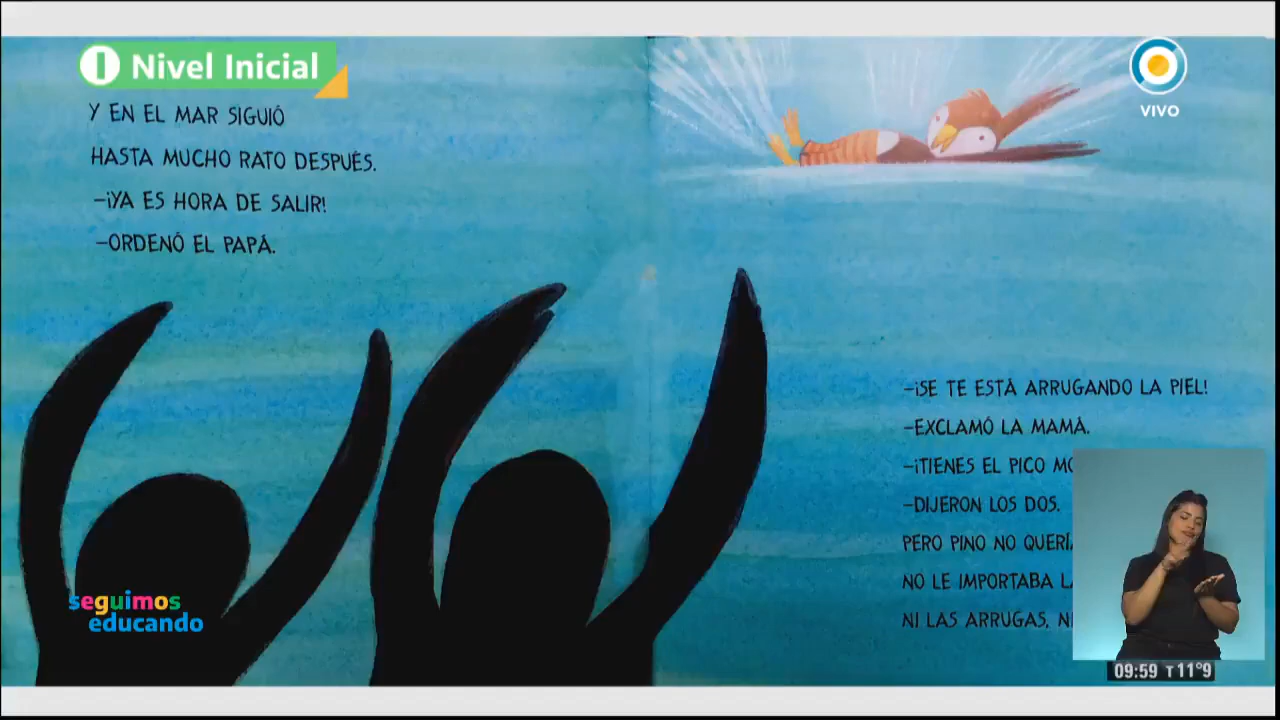 Nivel Inicial
VIVO
Y EN EL MAR SIGUIÓ
HASTA MUCHO RATO DESPUÉS.
-¡YA ES HORA DE SALIR!
-ORDENÓ EL PAPÁ.
-¡SE TE ESTÁ ARRUGANDO LA PIEL!
-EXCLAMÓ LA MAMÁ.
-¡TIENES EL PICO
-DIJERON LOS DOS.
PERO PINO NO
NO LE IMPORTABA
NI LAS ARRUGAS,
seguimos
educando
09:59 T 11°9